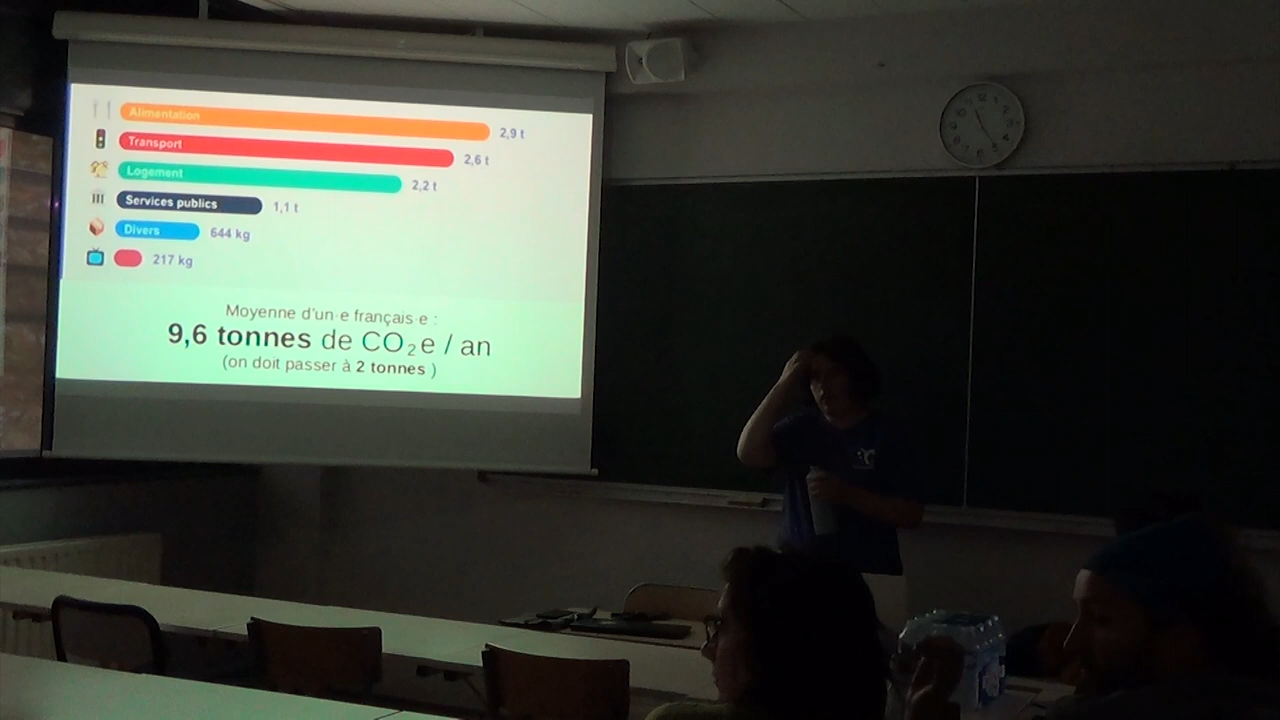 Alimentation 2,9 t
Transport 2,6 t
Logement 2,2 t
Services publics 1,1 t
Divers 644 kg
217 kg
Moyenne d'un·e français·e :
9,6 tonnes de CO₂e / an
(on doit passer à 2 tonnes )